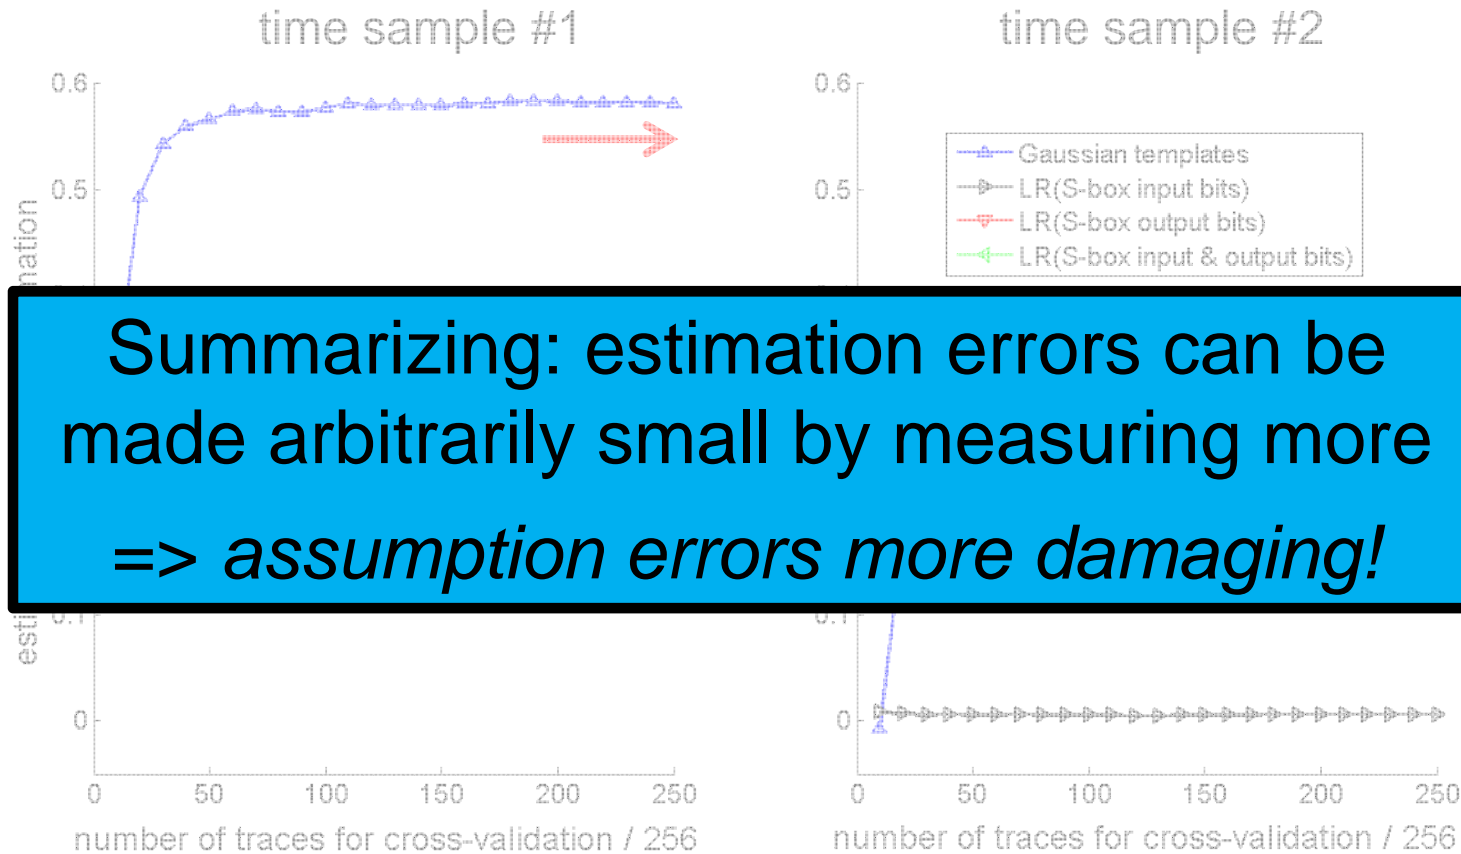 time sample #1
time sample #2
0.6
0.5
0
0
50
100
150
200
250
number of traces for cross-validation / 256
0.6
0.5
Gaussian templates
LR(S-box input bits)
LR(S-box output bits)
LR(S-box input & output bits)
Summarizing: estimation errors can be
made arbitrarily small by measuring more
=> assumption errors more damaging!
0
0
50
100
150
200
250
number of traces for cross-validation / 256